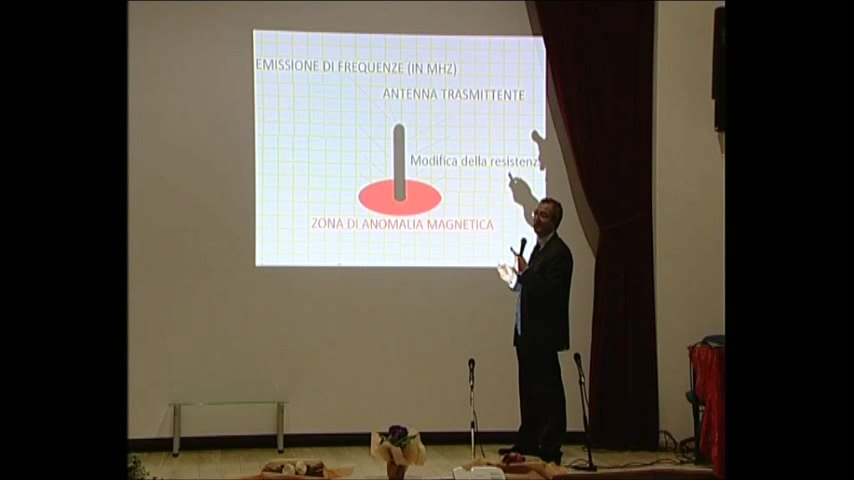 EMISSIONE DI FREQUENZE (IN MHZ)
ANTENNA TRASMITTENTE
Modifica della resistenz
ZONA DI ANOMALIA MAGNETICA